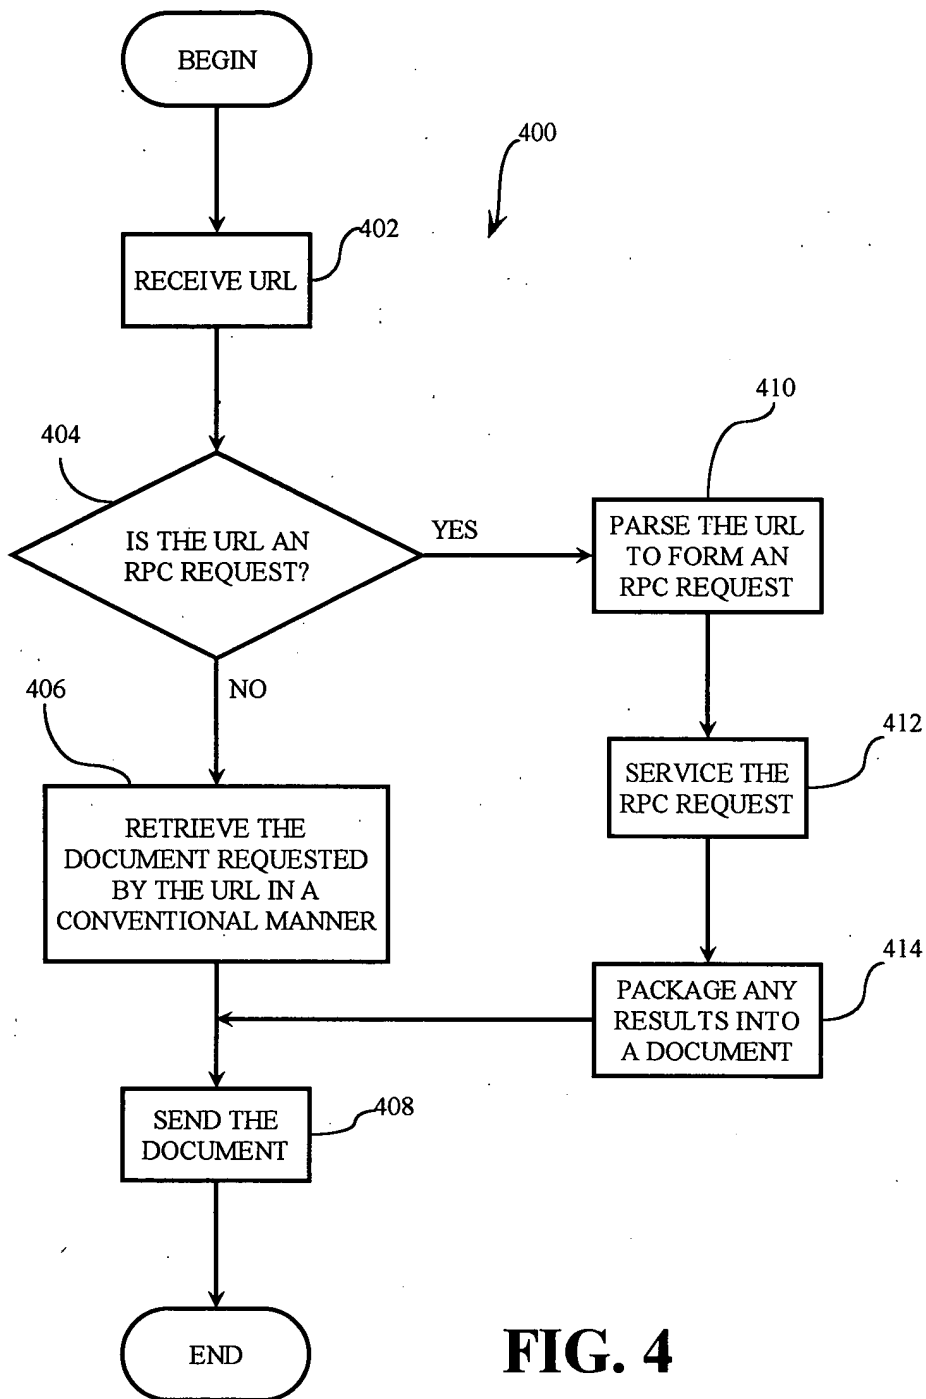 BEGIN
400
402
RECEIVE URL
410
404
IS THE URL AN
RPC REQUEST?
YES
PARSE THE URL
TO FORM AN
RPC REQUEST
NO
406
412
SERVICE THE
RPC REQUEST
RETRIEVE THE
DOCUMENT REQUESTED
BY THE URL IN A
CONVENTIONAL MANNER
414
PACKAGE ANY
RESULTS INTO
A DOCUMENT
SEND THE
DOCUMENT
408
END
FIG. 4